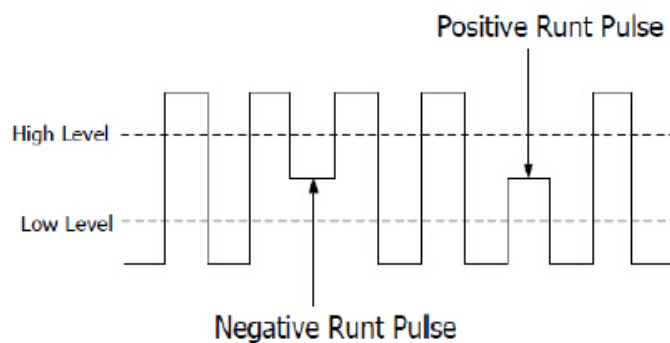 Positive Runt Pulse
High Level
Low Level
Negative Runt Pulse